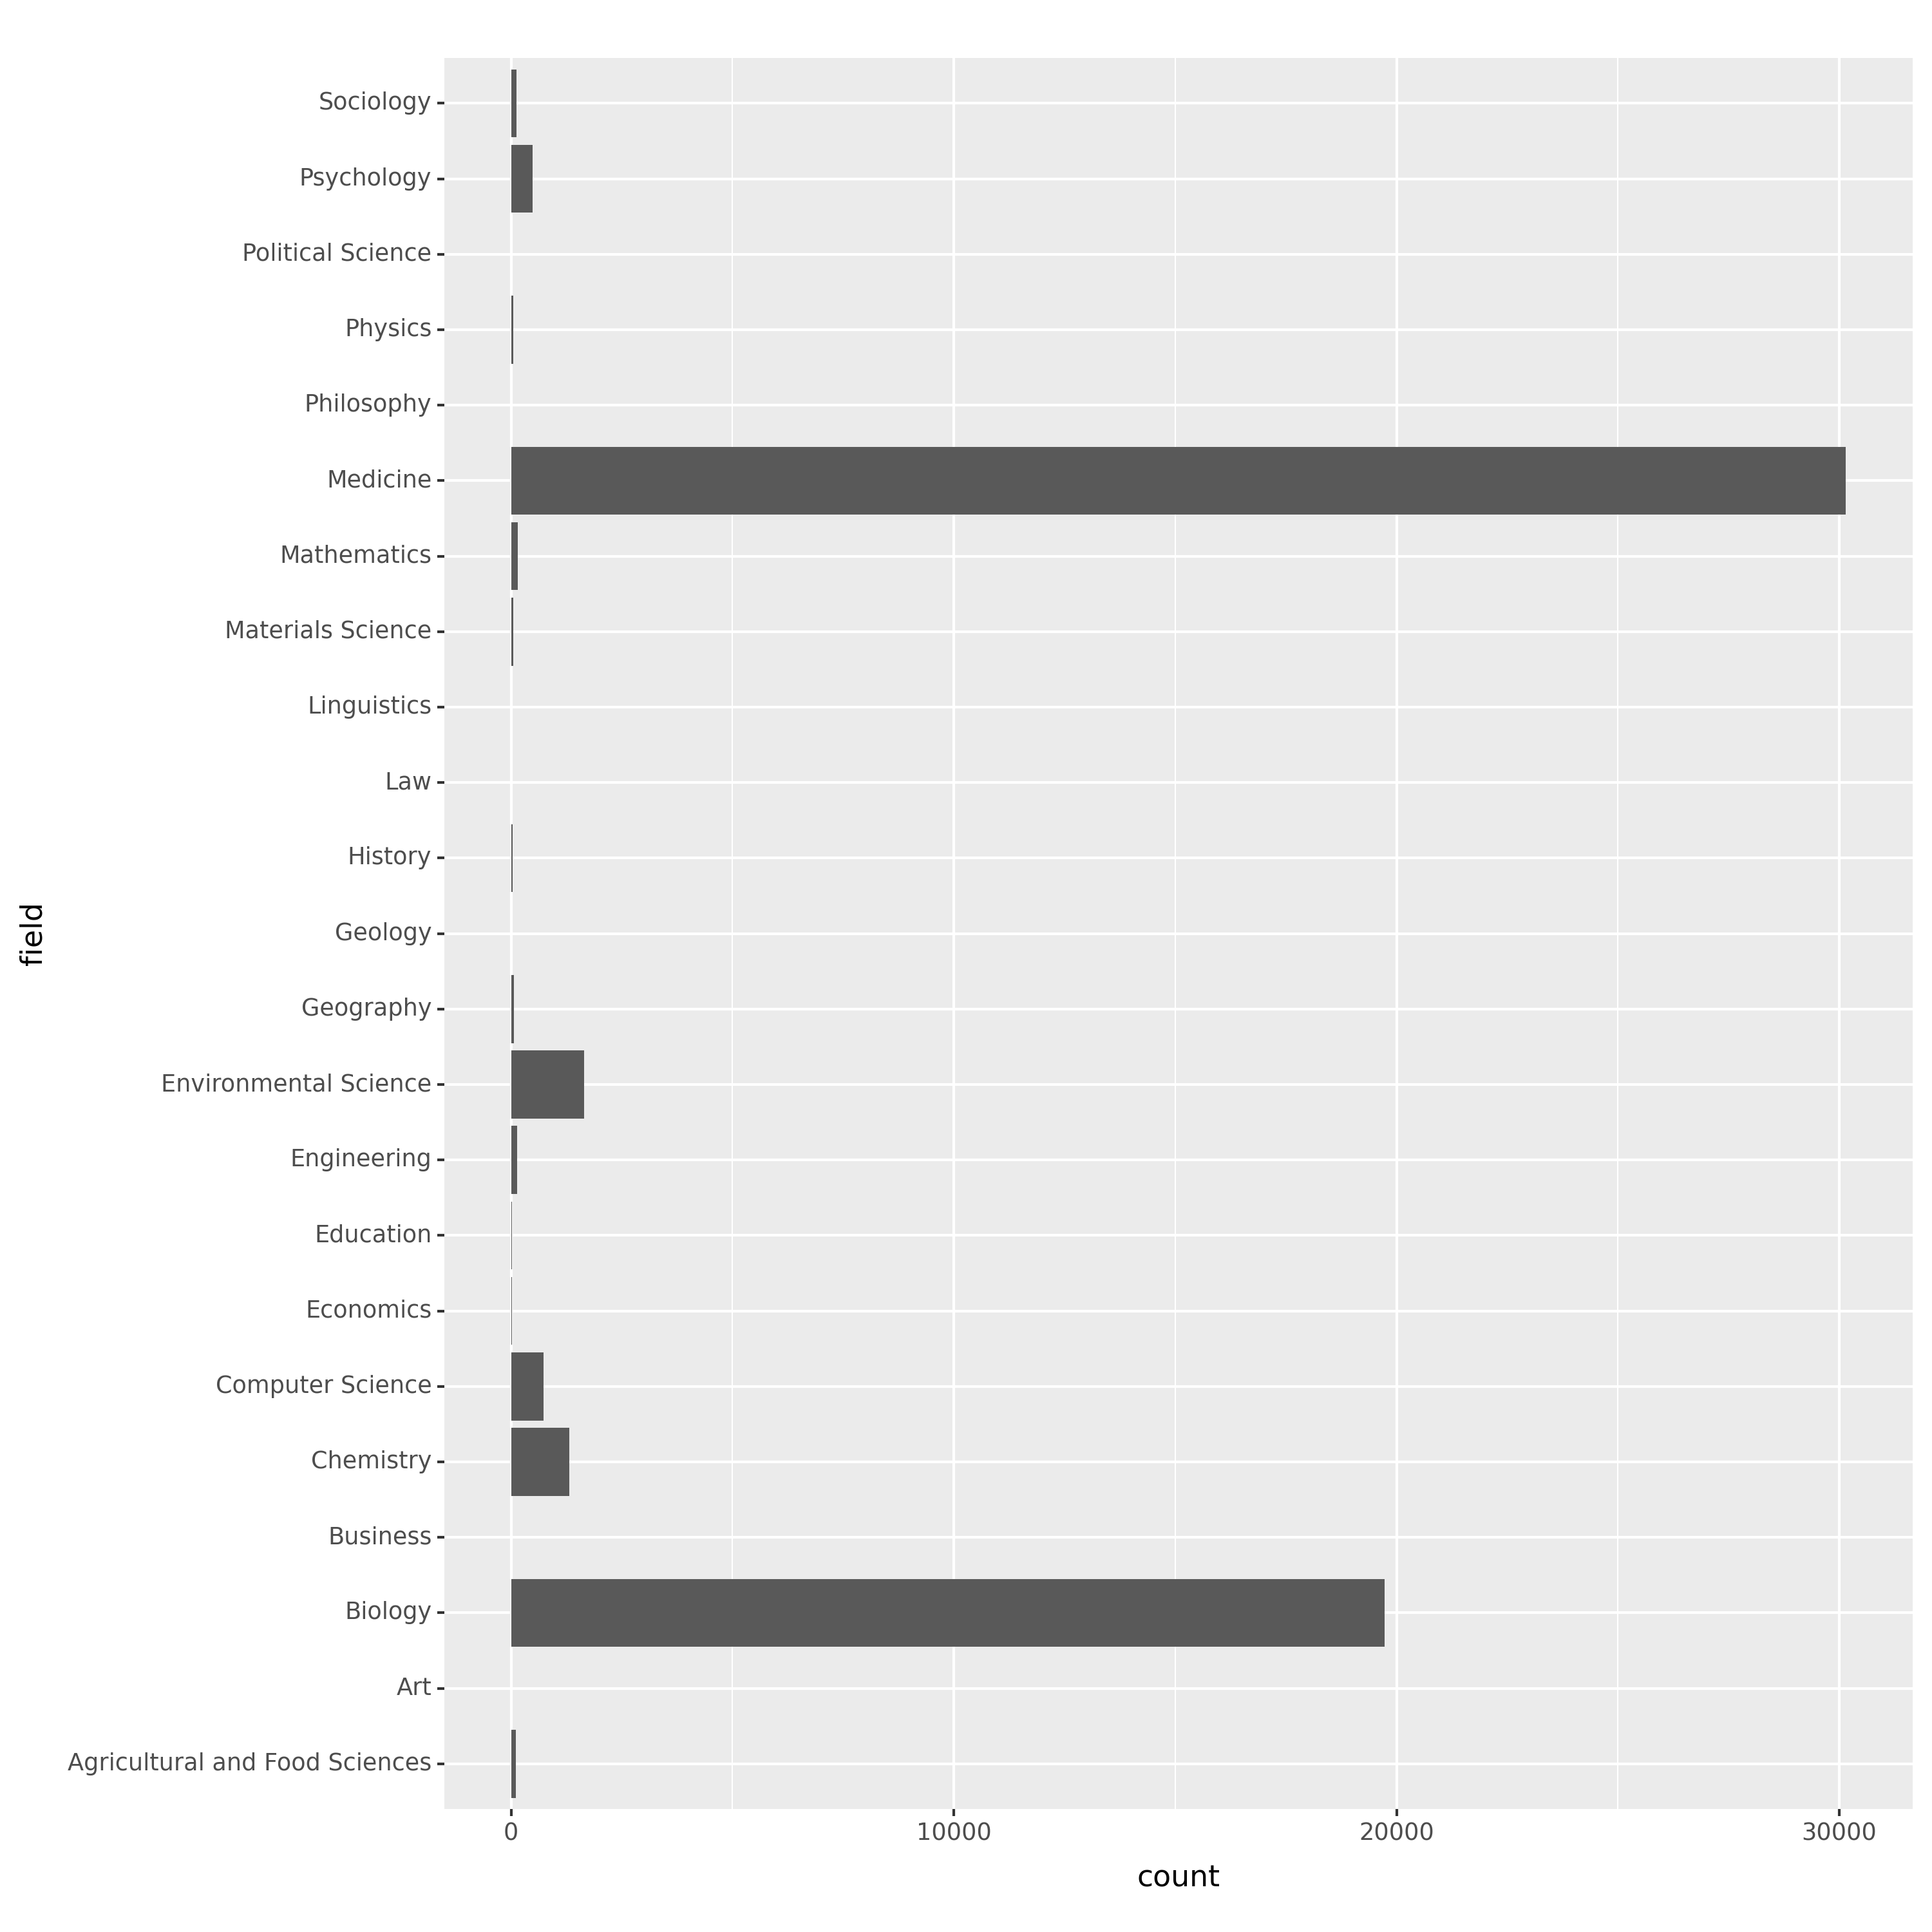 Sociology
Psychology
Political Science
Physics
Philosophy
Medicine
Mathematics
Materials Science
Linguistics
Law
History
Geology
Geography
Environmental Science
Engineering
Education
Economics
Computer Science
Chemistry
Business
Biology
Art
Agricultural and Food Sciences
field
0 10000 20000 30000
count